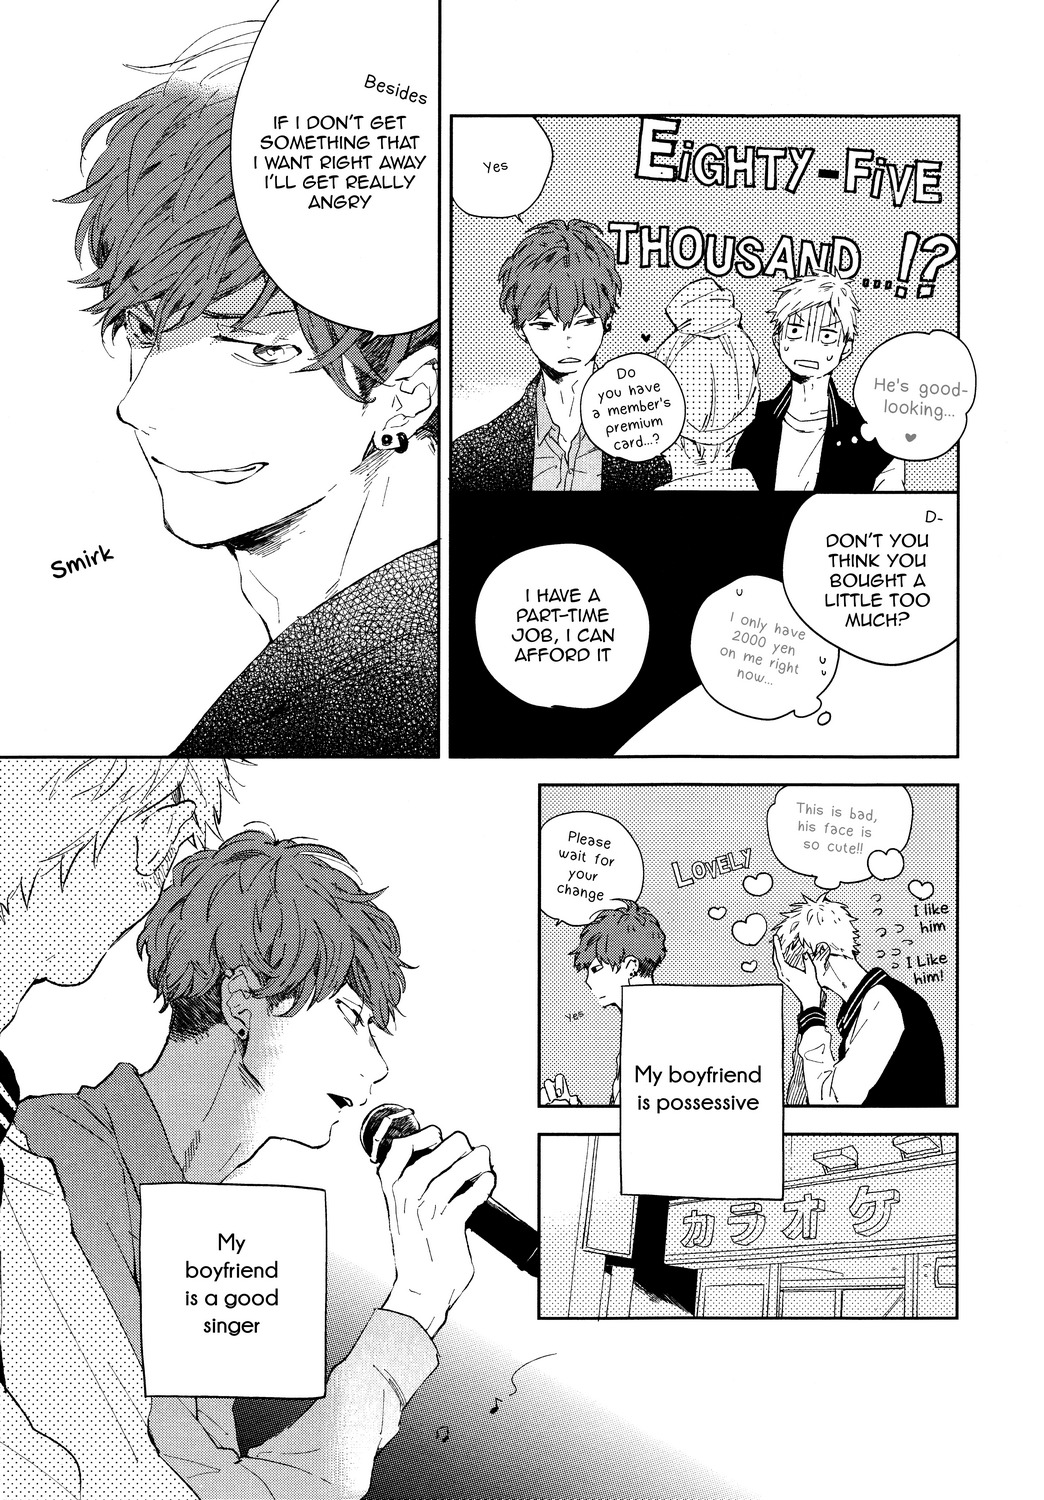 EiGHTY-FiVE
THOUSAND...!?
Yes
Do
you have
a member's
premium
card...?
He's good-
looking...
D-
DON'T YOU
THINK YOU
BOUGHT A
LITTLE TOO
MUCH?
I only have
2000 yen
on me right
now...
I HAVE A
PART-TIME
JOB, I CAN
AFFORD IT
Besides
IF I DON'T GET
SOMETHING THAT
I WANT RIGHT AWAY
I'LL GET REALLY
ANGRY
Smirk
This is bad,
his face is
so cute!!
I like
him
I Like
him!
LOVELY
Please
wait for
your
change
Yes
My boyfriend
is possessive
カラオケ
My
boyfriend
is a good
singer